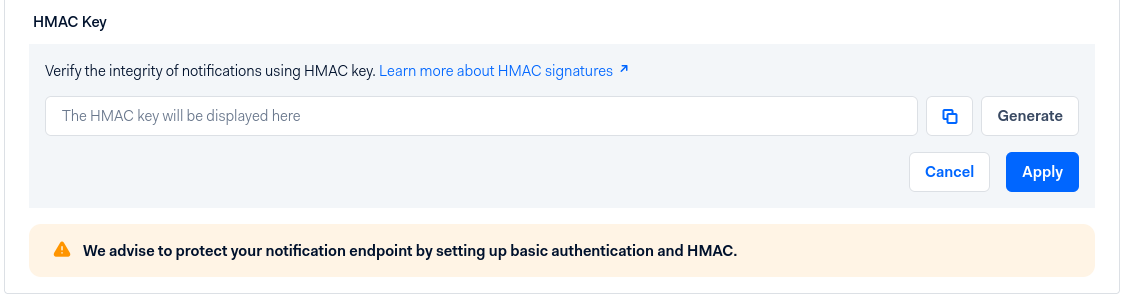 HMAC Key
Verify the integrity of notifications using HMAC key. Learn more about HMAC signatures ↗
The HMAC key will be displayed here
Generate
Cancel
Apply
We advise to protect your notification endpoint by setting up basic authentication and HMAC.